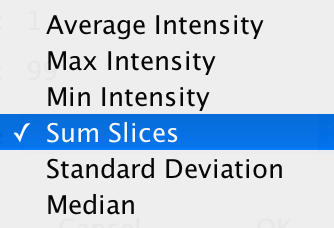 Average Intensity
Max Intensity
Min Intensity
✓ Sum Slices
Standard Deviation
Median